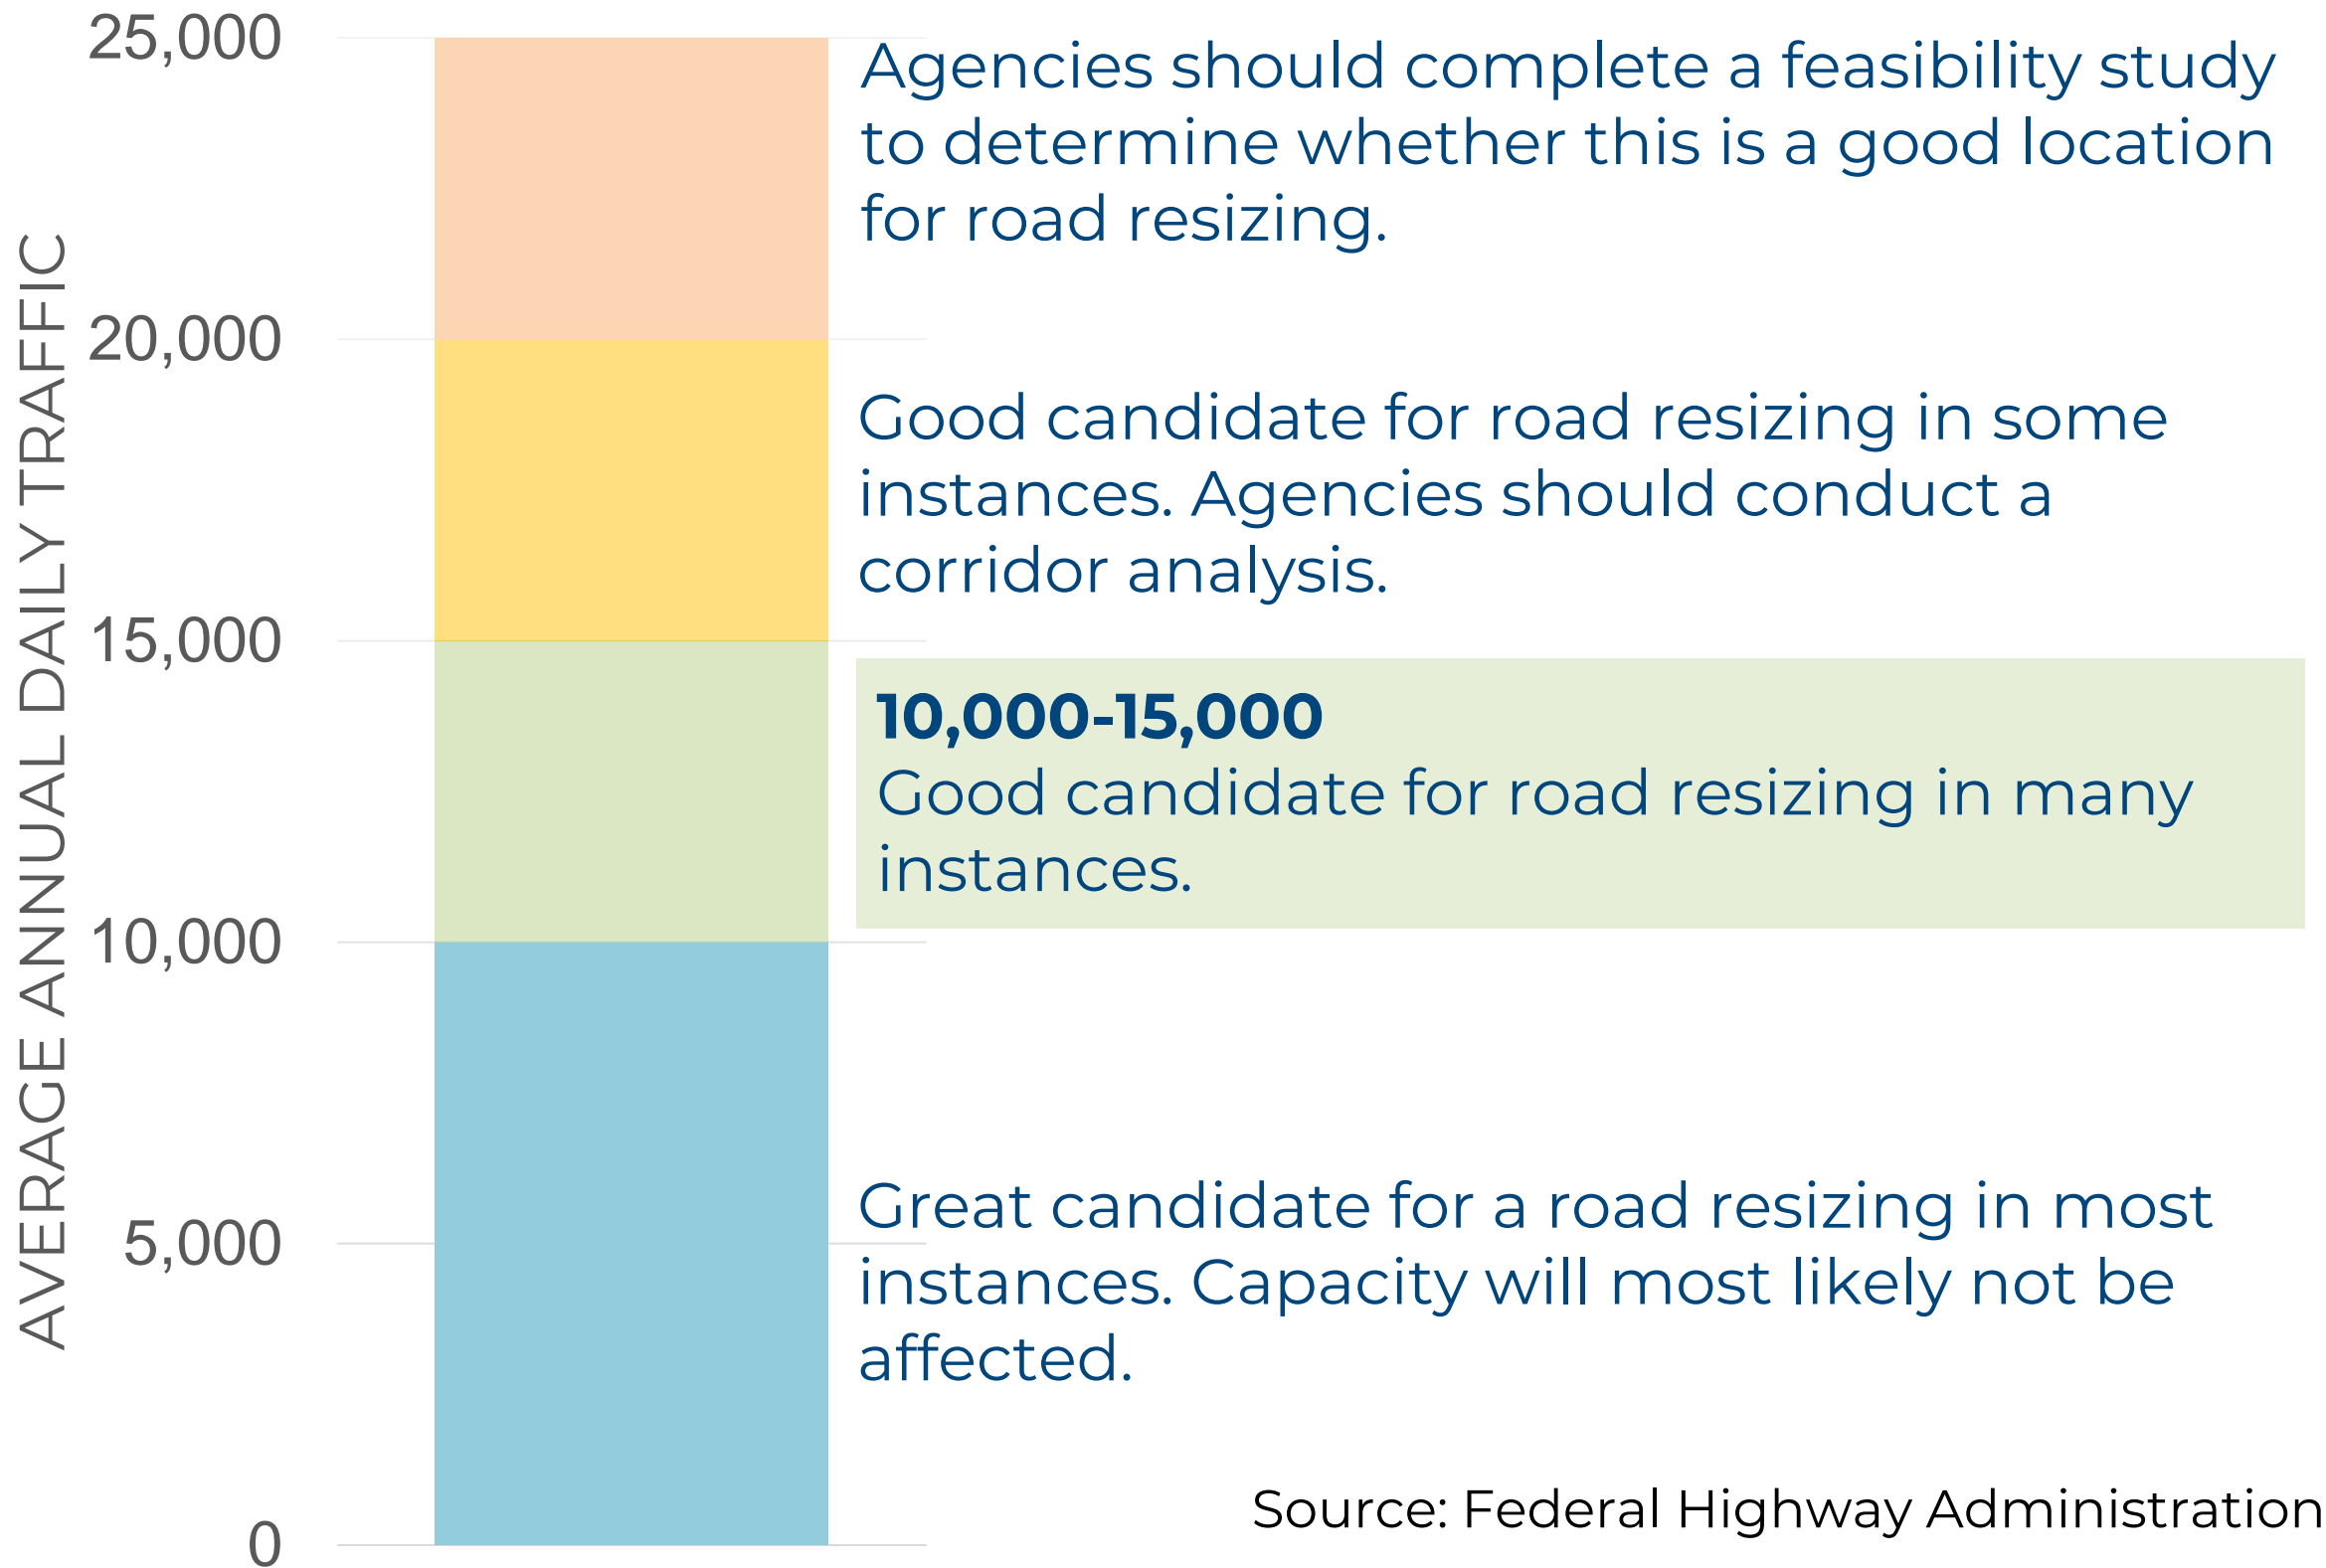 AVERAGE ANNUAL DAILY TRAFFIC
25,000
20,000
15,000
10,000
5,000
0
Agencies should complete a feasibility study
to determine whether this is a good location
for road resizing.
Good candidate for road resizing in some
instances. Agencies should conduct a
corridor analysis.
10,000-15,000
Good candidate for road resizing in many
instances.
Great candidate for a road resizing in most
instances. Capacity will most likely not be
affected.
Source: Federal Highway Administration